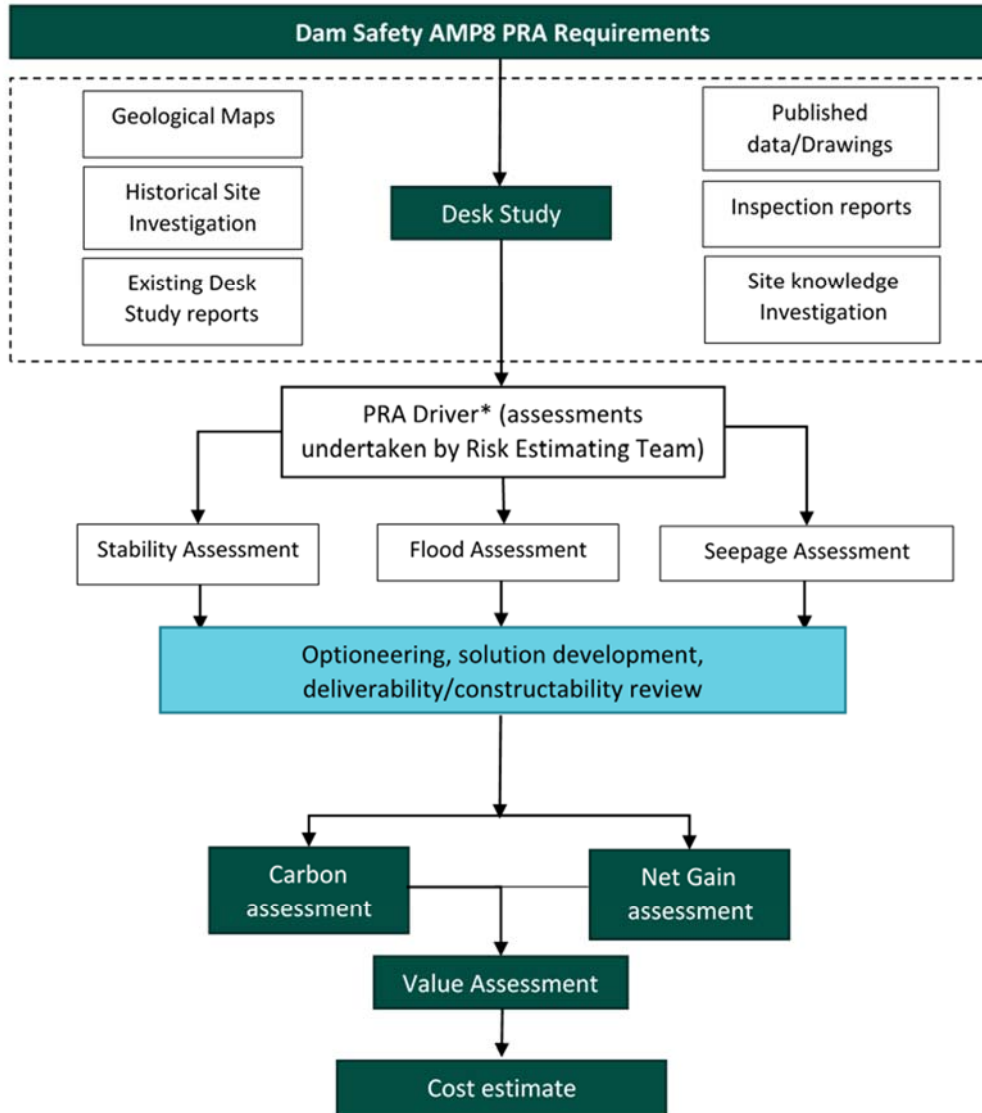 Dam Safety AMP8 PRA Requirements
Geological Maps
Published
data/Drawings
Historical Site
Investigation
Desk Study
Inspection reports
Existing Desk
Study reports
Site knowledge
Investigation
PRA Driver* (assessments
undertaken by Risk Estimating Team)
Stability Assessment
Flood Assessment
Seepage Assessment
Optioneering, solution development,
deliverability/constructability review
Carbon
assessment
Net Gain
assessment
Value Assessment
Cost estimate